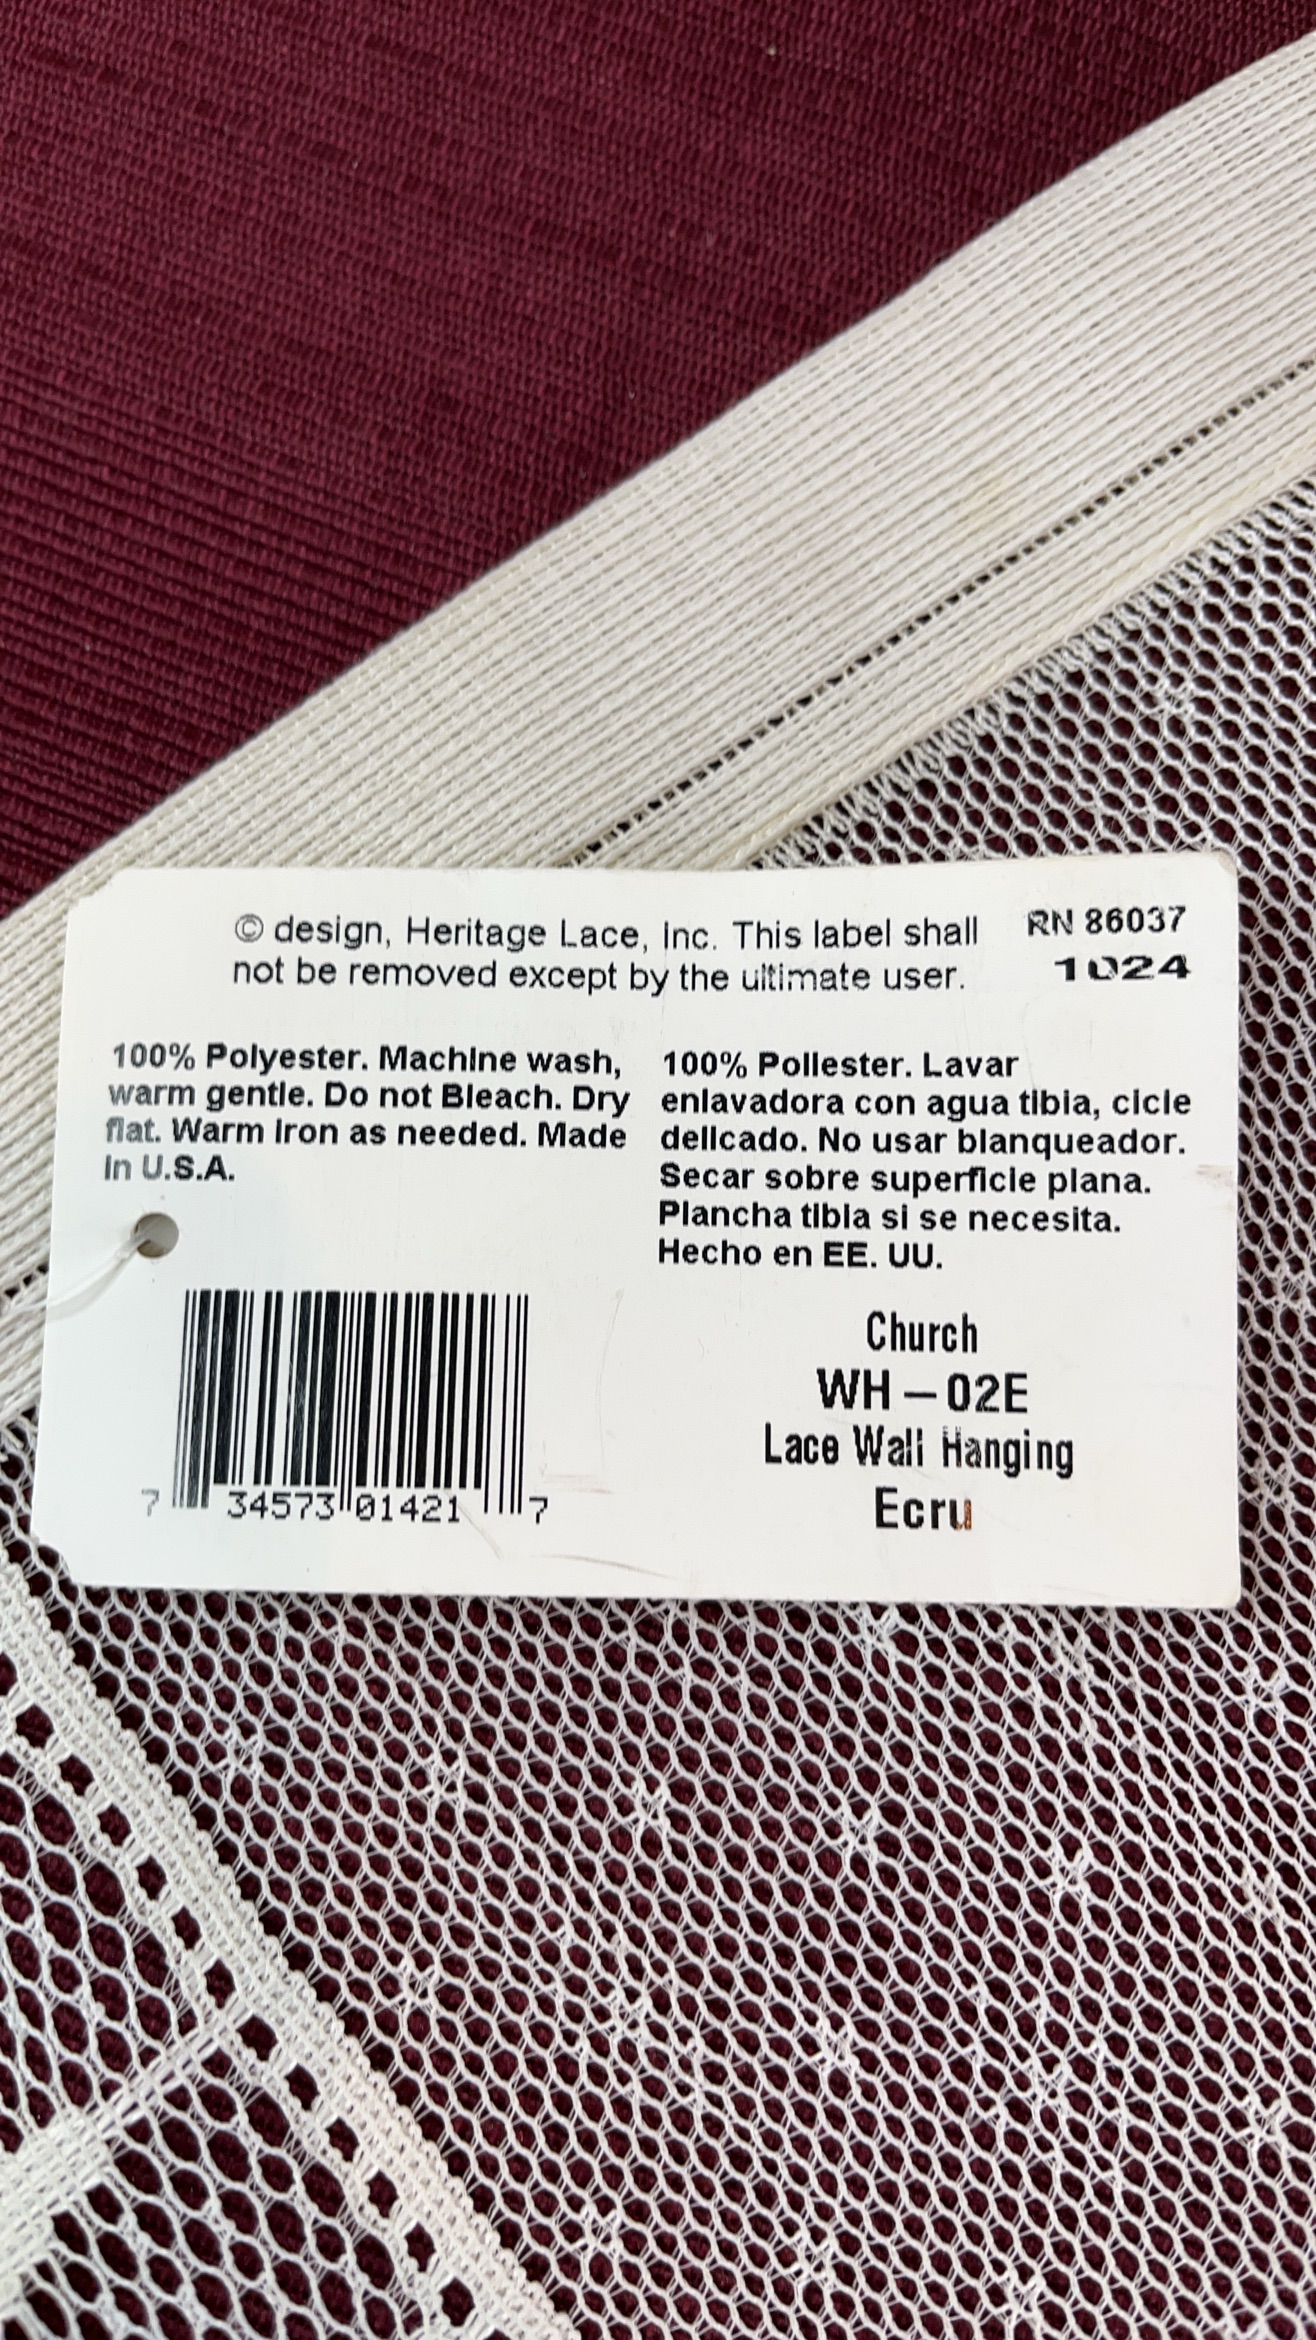 © design, Heritage Lace, Inc. This label shall
not be removed except by the ultimate user.
RN 86037
1024
100% Polyester. Machine wash,
warm gentle. Do not Bleach. Dry
flat. Warm iron as needed. Made
in U.S.A.
100% Poliester. Lavar
enlavadora con agua tibia, cicle
delicado. No usar blanqueador.
Secar sobre superficie plana.
Plancha tibia si se necesita.
Hecho en EE. UU.
7 34573 01421 7
Church
WH – 02E
Lace Wall Hanging
Ecru